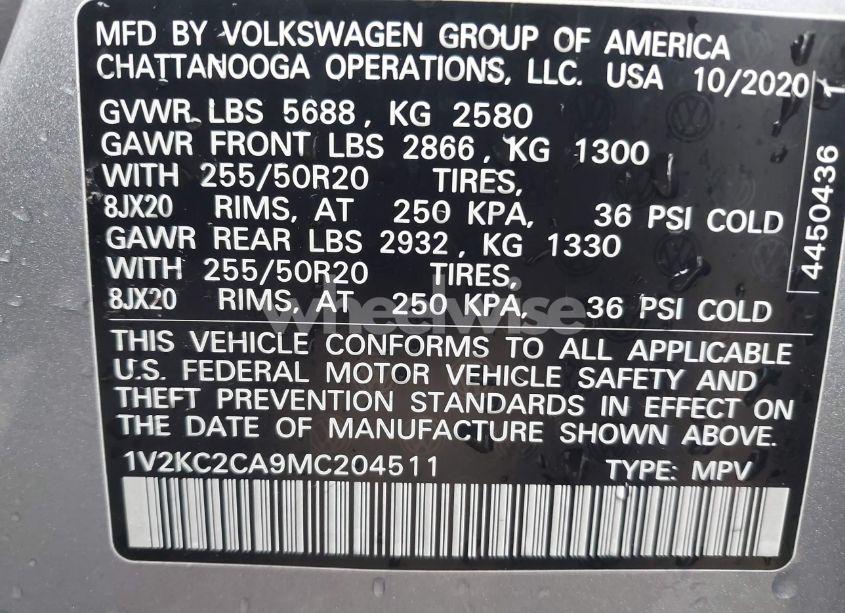 MFD BY VOLKSWAGEN GROUP OF AMERICA
CHATTANOOGA OPERATIONS, LLC. USA 10/2020
GVWR LBS 5688, KG 2580
GAWR FRONT LBS 2866, KG 1300
WITH 255/50R20 TIRES,
8JX20 RIMS, AT 250 KPA, 36 PSI COLD
GAWR REAR LBS 2932, KG 1330
WITH 255/50R20 TIRES,
8JX20 RIMS, AT 250 KPA, 36 PSI COLD
4450436 1
wheelwise
THIS VEHICLE CONFORMS TO ALL APPLICABLE
U.S. FEDERAL MOTOR VEHICLE SAFETY AND
THEFT PREVENTION STANDARDS IN EFFECT ON
THE DATE OF MANUFACTURE SHOWN ABOVE.
1V2KC2CA9MC204511 TYPE: MPV